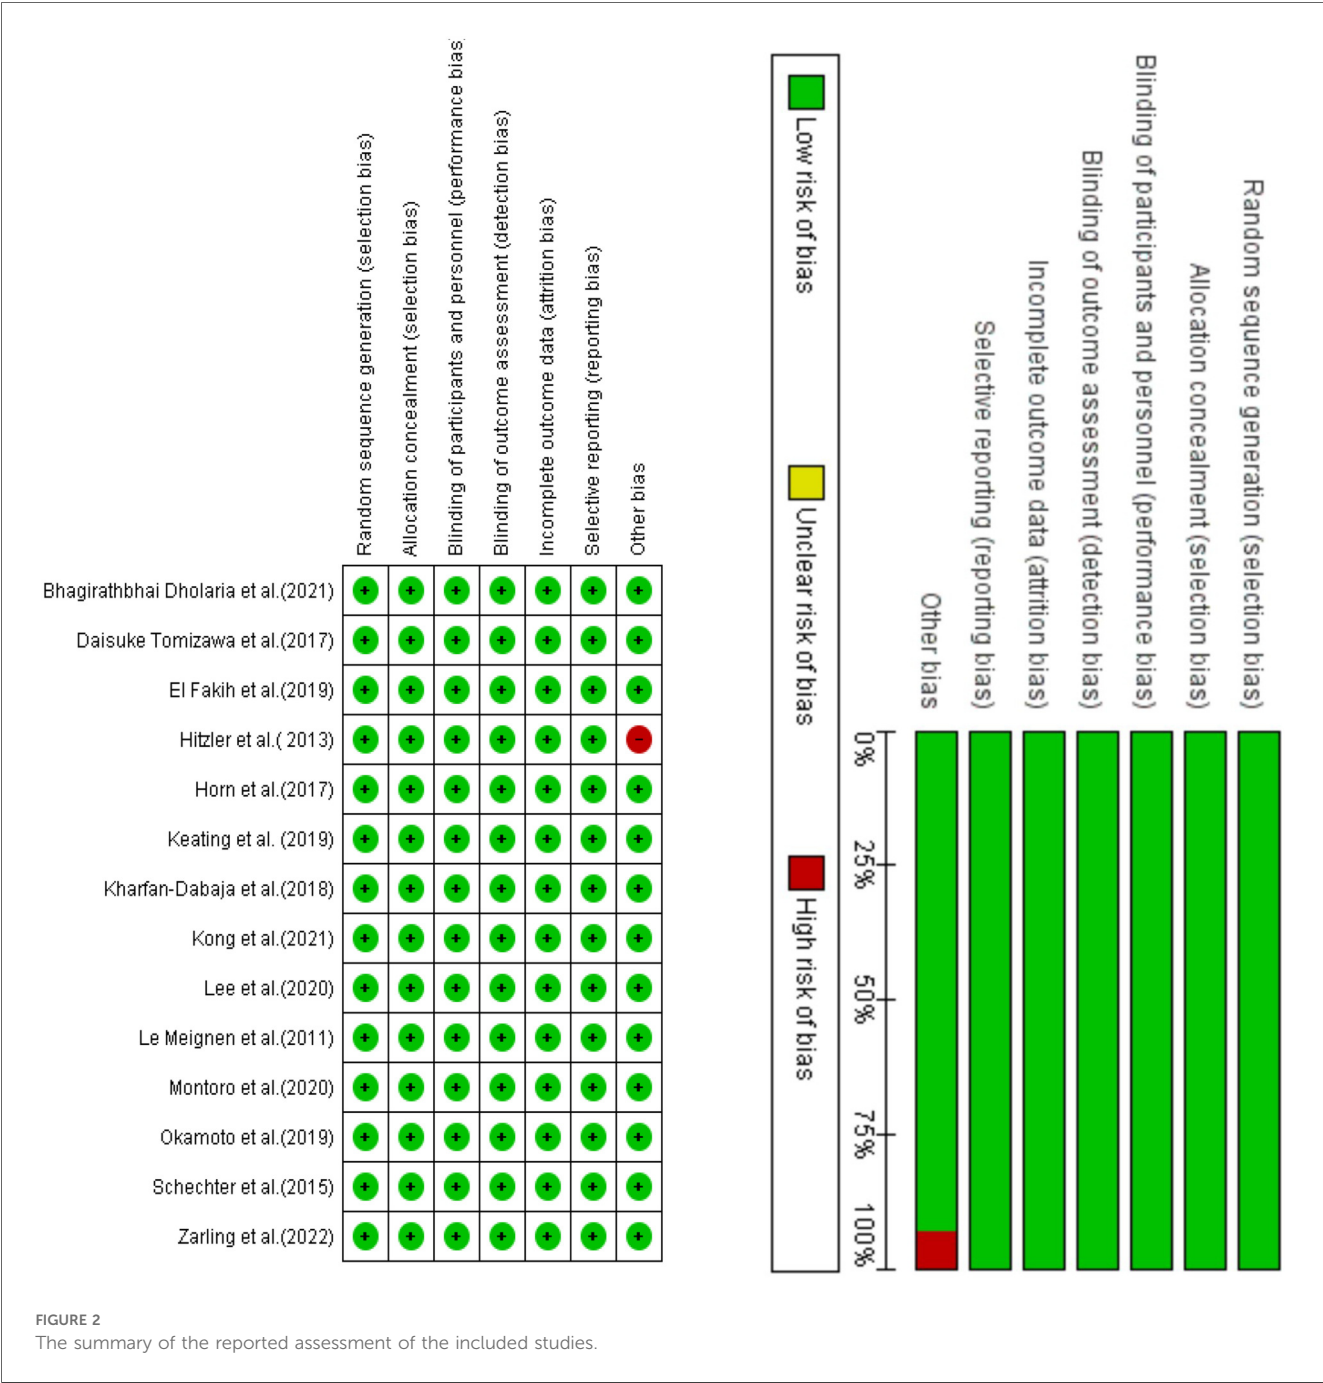 Random sequence generation (selection bias)
Allocation concealment (selection bias)
Blinding of participants and personnel (performance bias)
Blinding of outcome assessment (detection bias)
Incomplete outcome data (attrition bias)
Selective reporting (reporting bias)
Other bias
Bhagirathbhai Dholaria et al.(2021) + + + + + + +
Daisuke Tomizawa et al.(2017) + + + + + + +
El Fakih et al.(2019) + + + + + + +
Hitzler et al.( 2013) + + + + + + -
Horn et al.(2017) + + + + + + +
Keating et al. (2019) + + + + + + +
Kharfan-Dabaja et al.(2018) + + + + + + +
Kong et al.(2021) + + + + + + +
Lee et al.(2020) + + + + + + +
Le Meignen et al.(2011) + + + + + + +
Montoro et al.(2020) + + + + + + +
Okamoto et al.(2019) + + + + + + +
Schechter et al.(2015) + + + + + + +
Zarling et al.(2022) + + + + + + +
Random sequence generation (selection bias)
Allocation concealment (selection bias)
Blinding of participants and personnel (performance bias)
Blinding of outcome assessment (detection bias)
Incomplete outcome data (attrition bias)
Selective reporting (reporting bias)
Other bias
0% 25% 50% 75% 100%
Low risk of bias
Unclear risk of bias
High risk of bias
FIGURE 2
The summary of the reported assessment of the included studies.